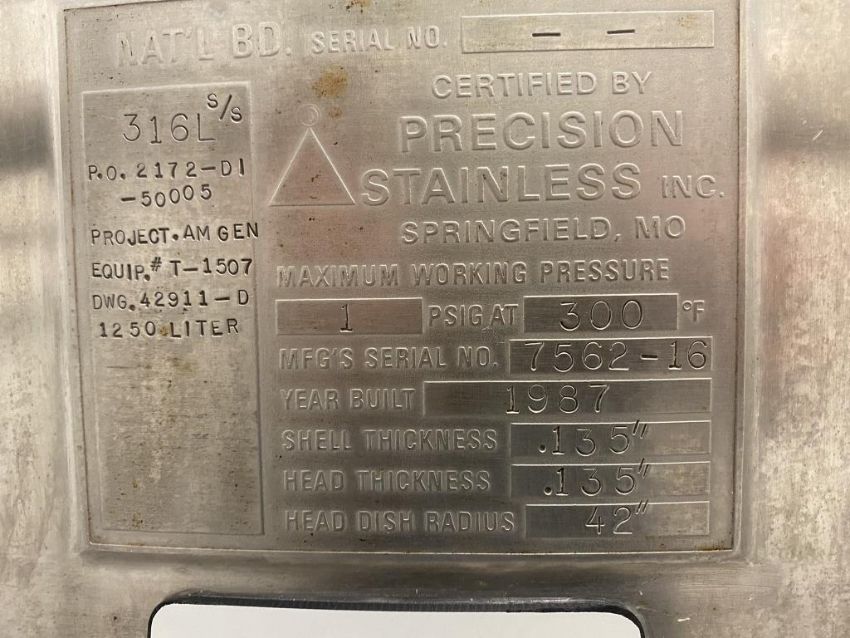 NAT'L BD. SERIAL NO. – –
316L S/S
P.O. 2172-D1
-50005
PROJECT. AMGEN
EQUIP.# T-1507
DWG. 42911-D
1250 LITER
CERTIFIED BY
PRECISION
STAINLESS INC.
SPRINGFIELD, MO
MAXIMUM WORKING PRESSURE
1 PSIG AT 300 °F
MFG'S SERIAL NO. 7562-16
YEAR BUILT 1987
SHELL THICKNESS .135"
HEAD THICKNESS .135"
HEAD DISH RADIUS 42"